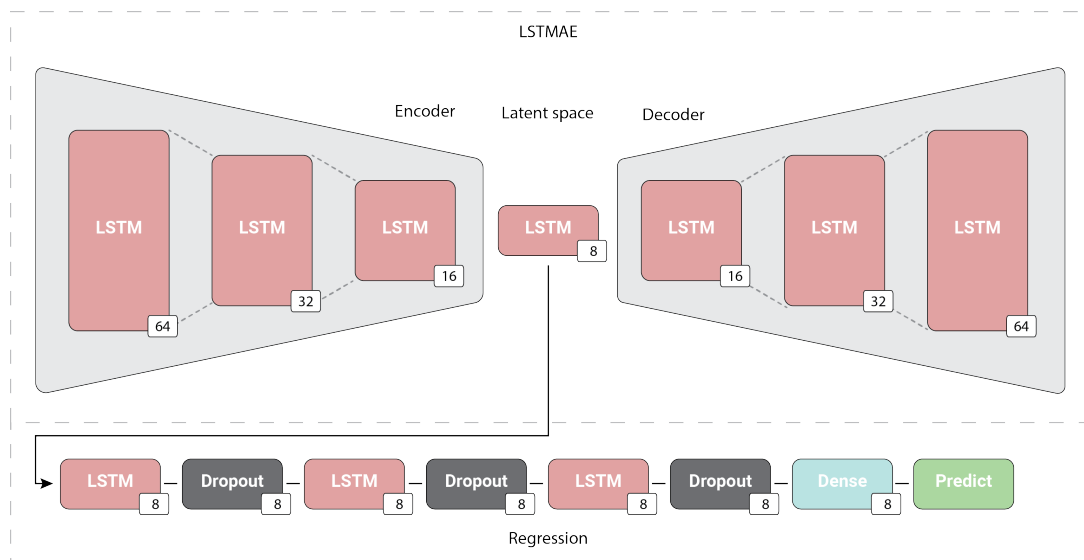 LSTMAE
Encoder
Latent space
Decoder
LSTM
64
LSTM
32
LSTM
16
LSTM
8
LSTM
16
LSTM
32
LSTM
64
LSTM
8
Dropout
8
LSTM
8
Dropout
8
LSTM
8
Dropout
8
Dense
8
Predict
Regression